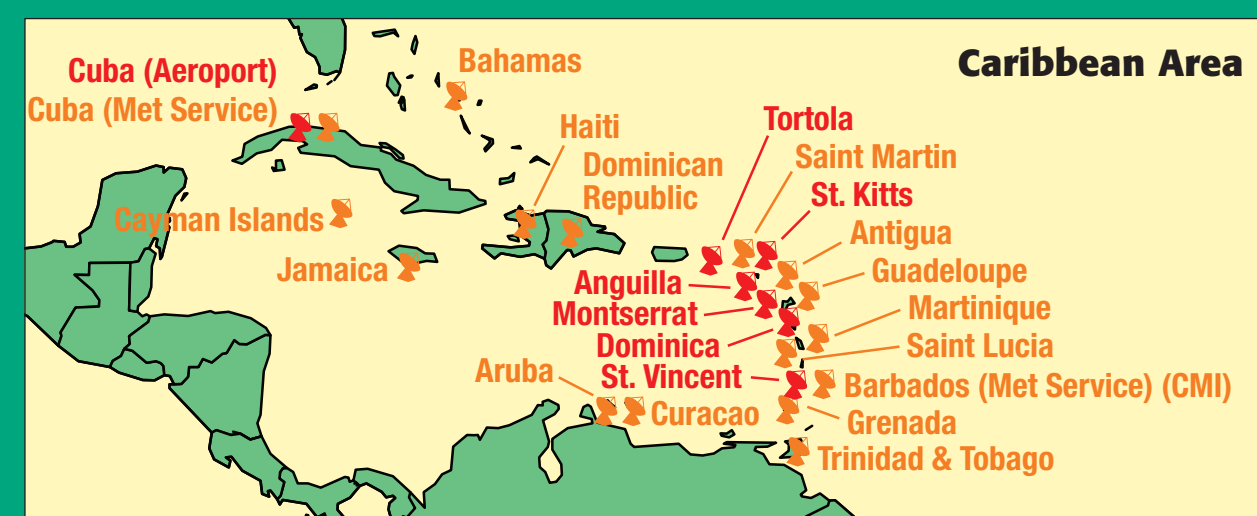 Caribbean Area
Cuba (Aeroport)
Cuba (Met Service)
Bahamas
Haiti
Dominican
Republic
Tortola
Saint Martin
St. Kitts
Antigua
Guadeloupe
Martinique
Saint Lucia
Barbados (Met Service) (CMI)
Grenada
Trinidad & Tobago
Cayman Islands
Jamaica
Anguilla
Montserrat
Dominica
St. Vincent
Aruba
Curacao